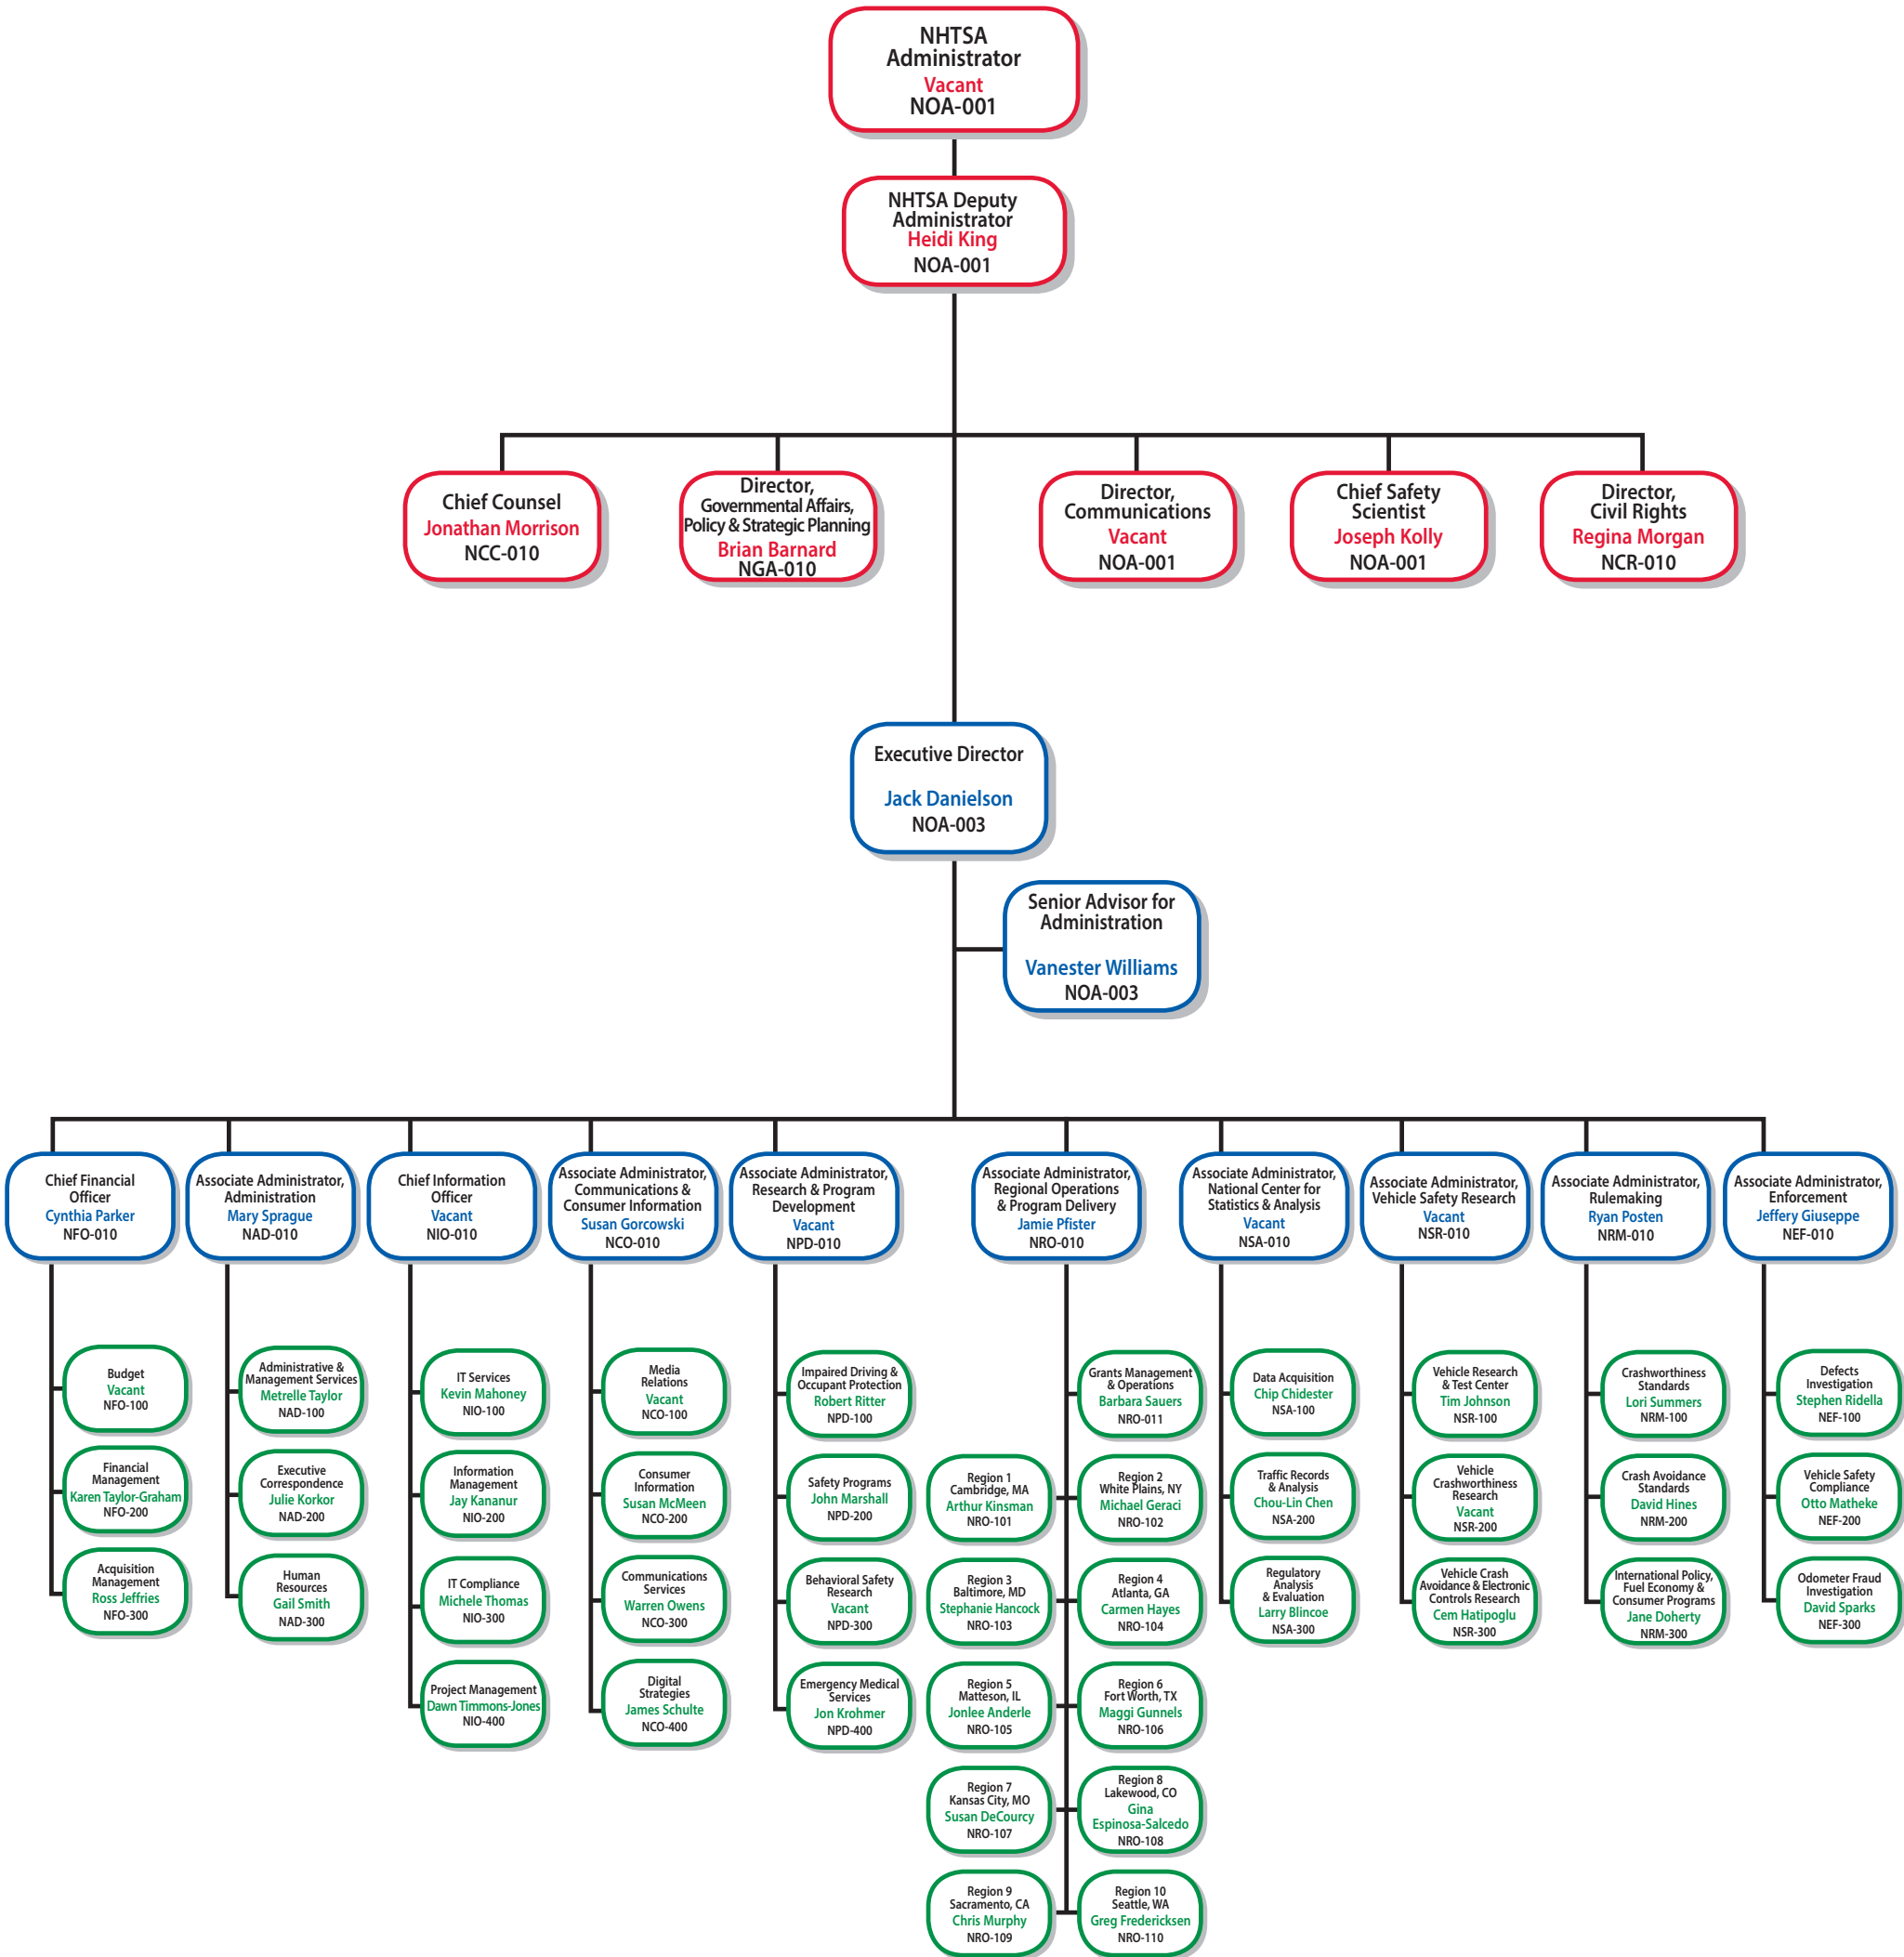 NHTSA
Administrator
Vacant
NOA-001
NHTSA Deputy
Administrator
Heidi King
NOA-001
Chief Counsel
Jonathan Morrison
NCC-010
Director,
Governmental Affairs,
Policy & Strategic Planning
Brian Barnard
NGA-010
Director,
Communications
Vacant
NOA-001
Chief Safety
Scientist
Joseph Kolly
NOA-001
Director,
Civil Rights
Regina Morgan
NCR-010
Executive Director
Jack Danielson
NOA-003
Senior Advisor for
Administration
Vanester Williams
NOA-003
Chief Financial
Officer
Cynthia Parker
NFO-010
Associate Administrator,
Administration
Mary Sprague
NAD-010
Chief Information
Officer
Vacant
NIO-010
Associate Administrator,
Communications &
Consumer Information
Susan Gorcowski
NCO-010
Associate Administrator,
Research & Program
Development
Vacant
NPD-010
Associate Administrator,
Regional Operations
& Program Delivery
Jamie Pfister
NRO-010
Associate Administrator,
National Center for
Statistics & Analysis
Vacant
NSA-010
Associate Administrator,
Vehicle Safety Research
Vacant
NSR-010
Associate Administrator,
Rulemaking
Ryan Posten
NRM-010
Associate Administrator,
Enforcement
Jeffery Giuseppe
NEF-010
Budget
Vacant
NFO-100
Financial
Management
Karen Taylor-Graham
NFO-200
Acquisition
Management
Ross Jeffries
NFO-300
Administrative &
Management Services
Metrelle Taylor
NAD-100
Executive
Correspondence
Julie Korkor
NAD-200
Human
Resources
Gail Smith
NAD-300
IT Services
Kevin Mahoney
NIO-100
Information
Management
Jay Kananur
NIO-200
IT Compliance
Michele Thomas
NIO-300
Project Management
Dawn Timmons-Jones
NIO-400
Media
Relations
Vacant
NCO-100
Consumer
Information
Susan McMeen
NCO-200
Communications
Services
Warren Owens
NCO-300
Digital
Strategies
James Schulte
NCO-400
Impaired Driving &
Occupant Protection
Robert Ritter
NPD-100
Safety Programs
John Marshall
NPD-200
Behavioral Safety
Research
Vacant
NPD-300
Emergency Medical
Services
Jon Krohmer
NPD-400
Grants Management
& Operations
Barbara Sauers
NRO-011
Region 1
Cambridge, MA
Arthur Kinsman
NRO-101
Region 2
White Plains, NY
Michael Geraci
NRO-102
Region 3
Baltimore, MD
Stephanie Hancock
NRO-103
Region 4
Atlanta, GA
Carmen Hayes
NRO-104
Region 5
Matteson, IL
Jonlee Anderle
NRO-105
Region 6
Fort Worth, TX
Maggi Gunnels
NRO-106
Region 7
Kansas City, MO
Susan DeCourcy
NRO-107
Region 8
Lakewood, CO
Gina
Espinosa-Salcedo
NRO-108
Region 9
Sacramento, CA
Chris Murphy
NRO-109
Region 10
Seattle, WA
Greg Fredericksen
NRO-110
Data Acquisition
Chip Chidester
NSA-100
Traffic Records
& Analysis
Chou-Lin Chen
NSA-200
Regulatory
Analysis
& Evaluation
Larry Blincoe
NSA-300
Vehicle Research
& Test Center
Tim Johnson
NSR-100
Vehicle
Crashworthiness
Research
Vacant
NSR-200
Vehicle Crash
Avoidance & Electronic
Controls Research
Cem Hatipoglu
NSR-300
Crashworthiness
Standards
Lori Summers
NRM-100
Crash Avoidance
Standards
David Hines
NRM-200
International Policy,
Fuel Economy &
Consumer Programs
Jane Doherty
NRM-300
Defects
Investigation
Stephen Ridella
NEF-100
Vehicle Safety
Compliance
Otto Matheke
NEF-200
Odometer Fraud
Investigation
David Sparks
NEF-300